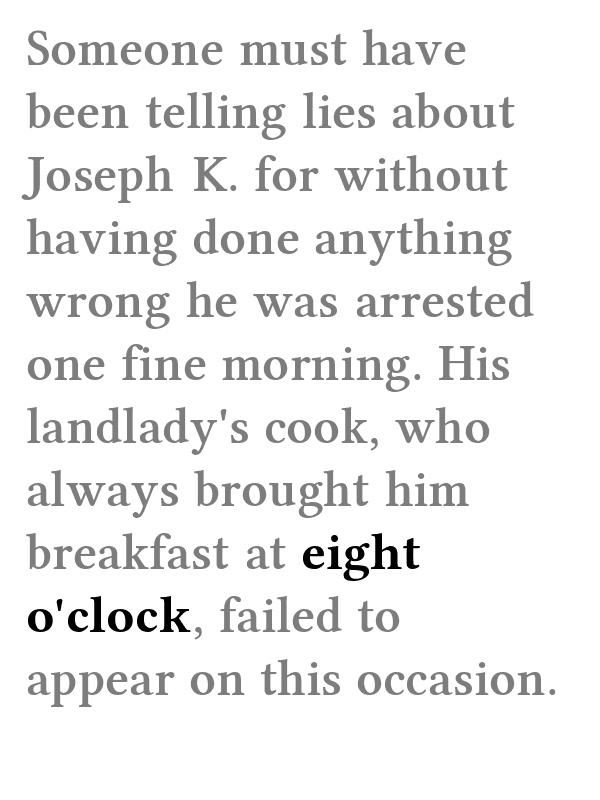 Someone must have
been telling lies about
Joseph K. for without
having done anything
wrong he was arrested
one fine morning. His
landlady's cook, who
always brought him
breakfast at eight
o'clock, failed to
appear on this occasion.